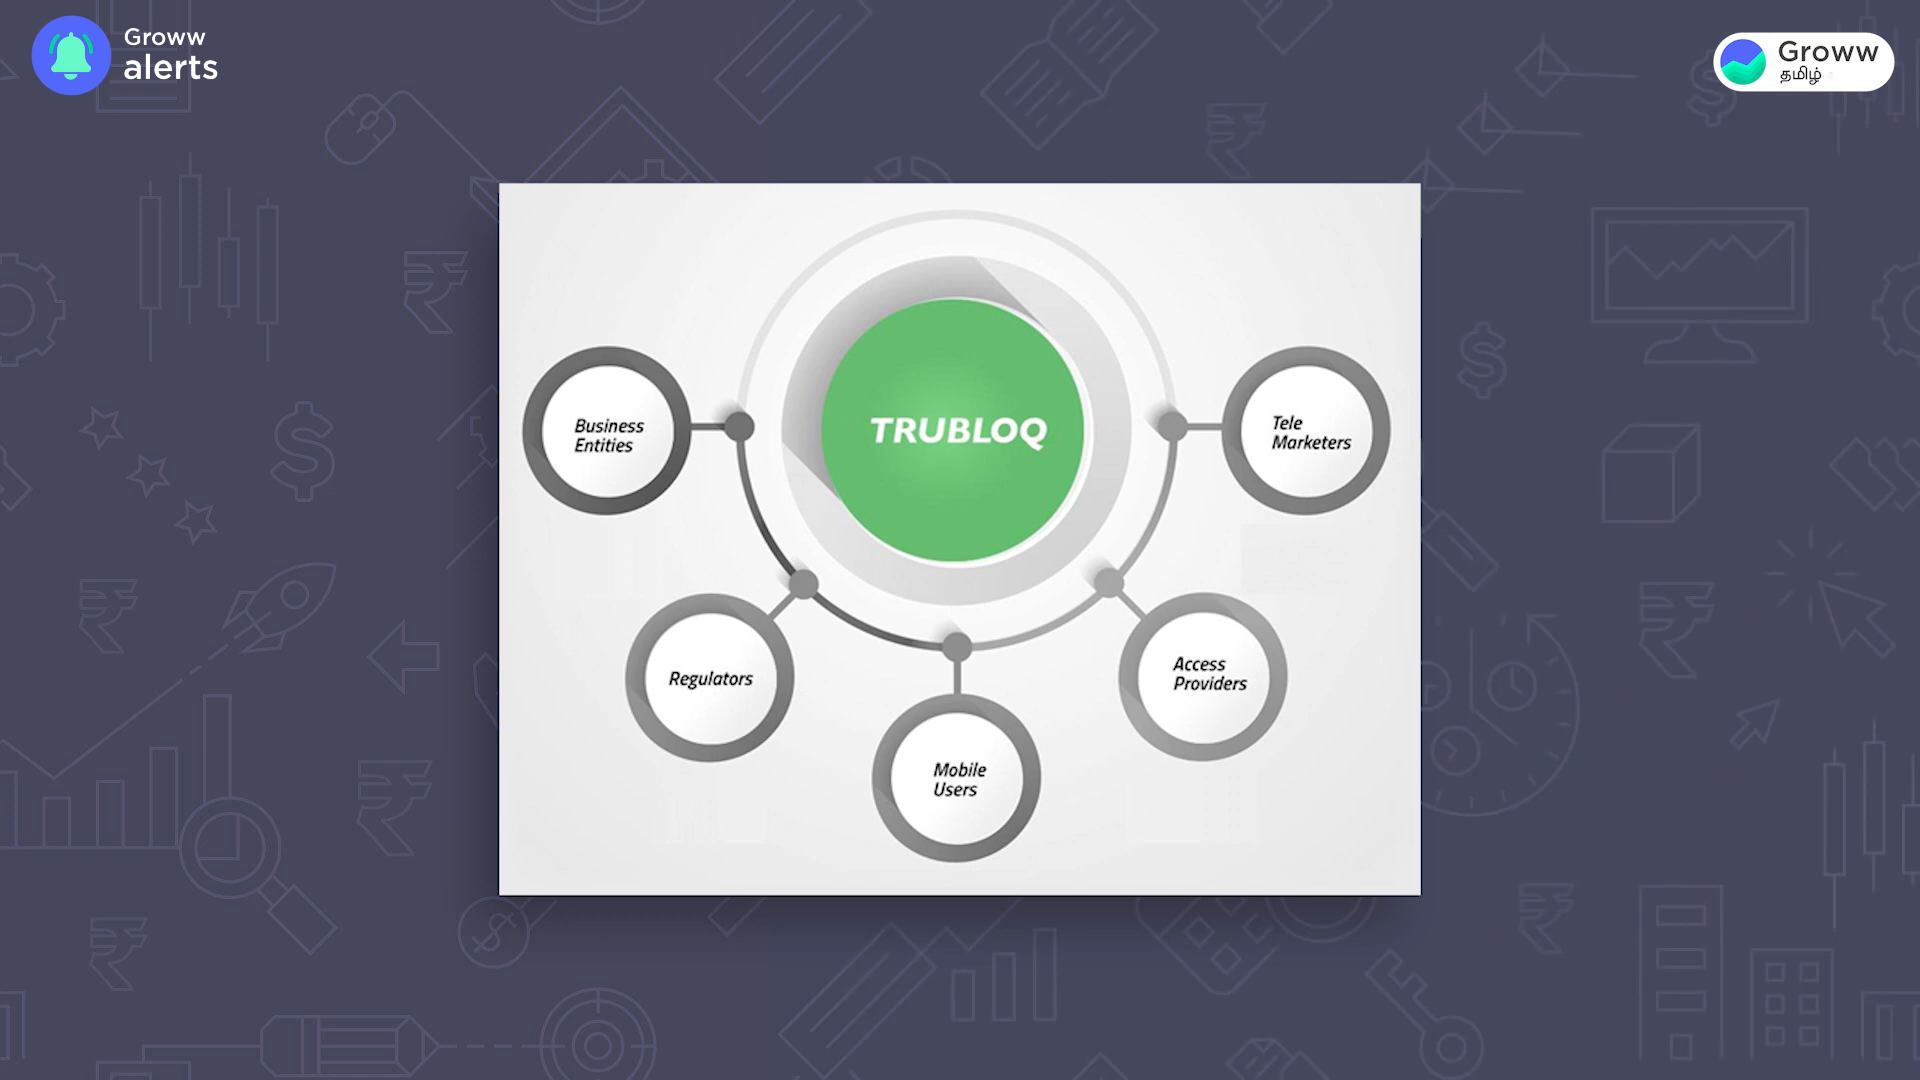 Groww
alerts
Groww
தமிழ்
TRUBLOQ
Business
Entities
Tele
Marketers
Regulators
Access
Providers
Mobile
Users